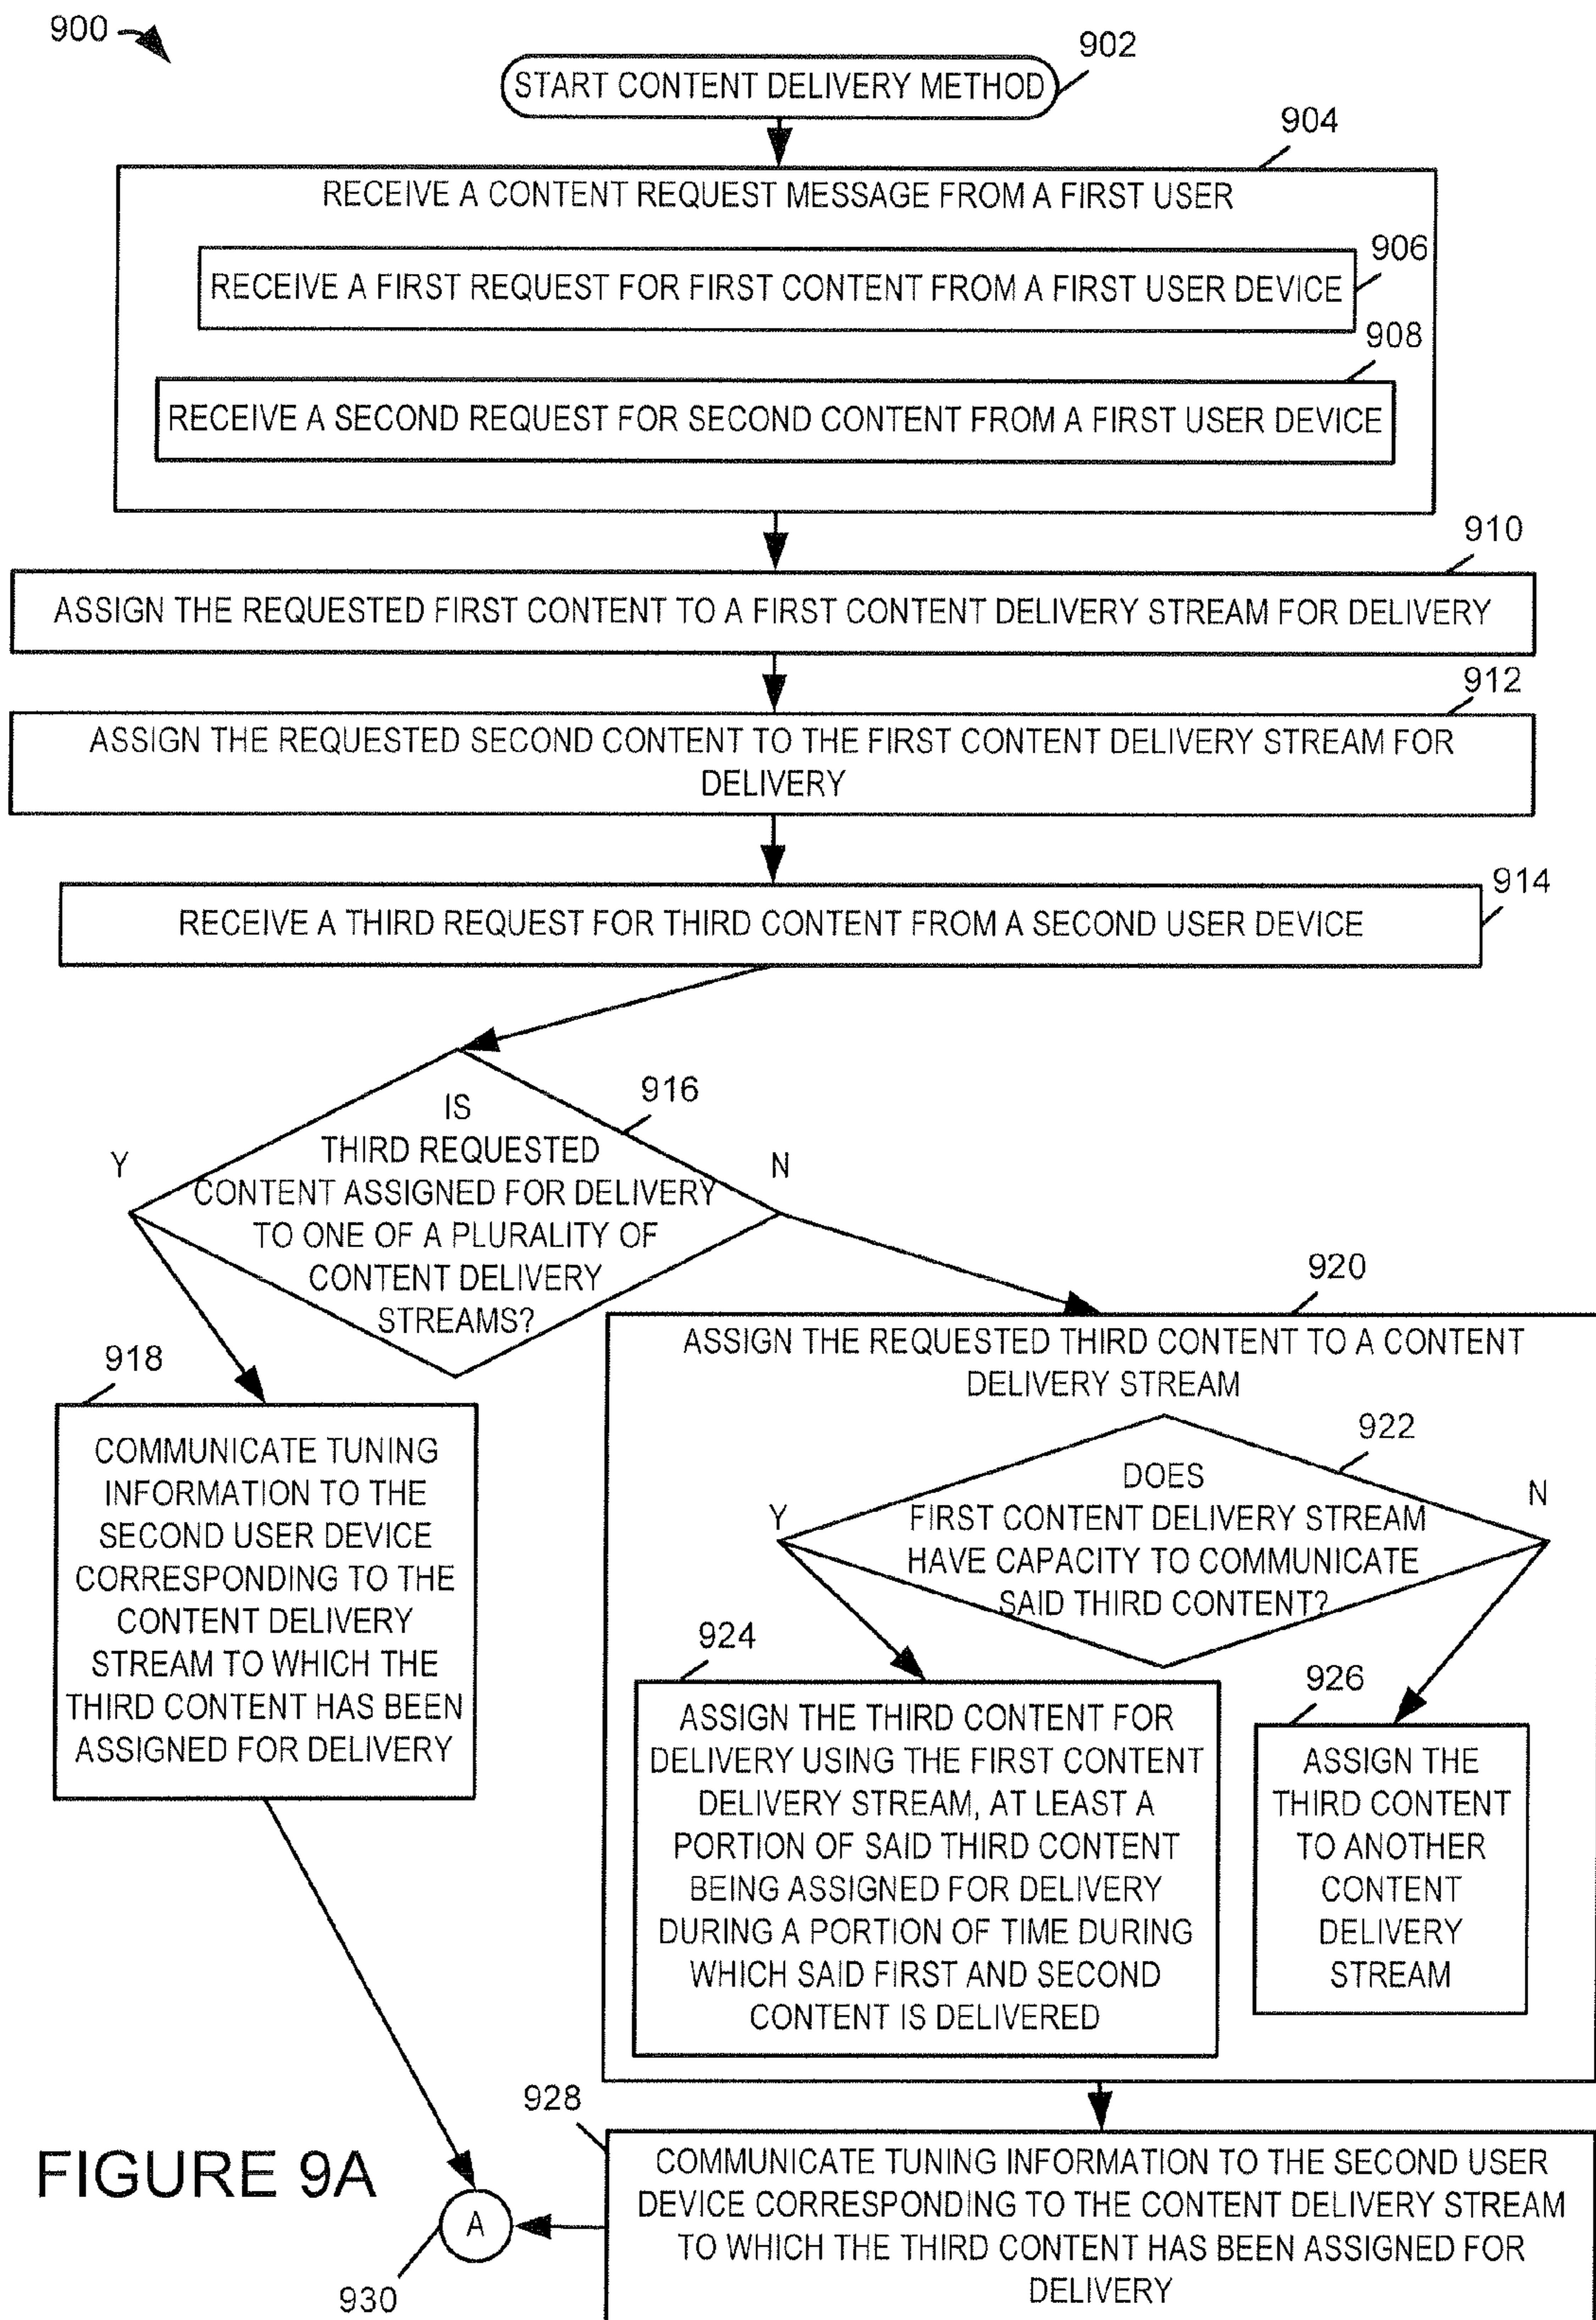 900
902
START CONTENT DELIVERY METHOD
904
RECEIVE A CONTENT REQUEST MESSAGE FROM A FIRST USER
906
RECEIVE A FIRST REQUEST FOR FIRST CONTENT FROM A FIRST USER DEVICE
908
RECEIVE A SECOND REQUEST FOR SECOND CONTENT FROM A FIRST USER DEVICE
910
ASSIGN THE REQUESTED FIRST CONTENT TO A FIRST CONTENT DELIVERY STREAM FOR DELIVERY
912
ASSIGN THE REQUESTED SECOND CONTENT TO THE FIRST CONTENT DELIVERY STREAM FOR
DELIVERY
914
RECEIVE A THIRD REQUEST FOR THIRD CONTENT FROM A SECOND USER DEVICE
916
IS
THIRD REQUESTED
CONTENT ASSIGNED FOR DELIVERY
TO ONE OF A PLURALITY OF
CONTENT DELIVERY
STREAMS?
Y
N
918
COMMUNICATE TUNING
INFORMATION TO THE
SECOND USER DEVICE
CORRESPONDING TO THE
CONTENT DELIVERY
STREAM TO WHICH THE
THIRD CONTENT HAS BEEN
ASSIGNED FOR DELIVERY
920
ASSIGN THE REQUESTED THIRD CONTENT TO A CONTENT
DELIVERY STREAM
922
DOES
FIRST CONTENT DELIVERY STREAM
HAVE CAPACITY TO COMMUNICATE
SAID THIRD CONTENT?
Y
N
924
ASSIGN THE THIRD CONTENT FOR
DELIVERY USING THE FIRST CONTENT
DELIVERY STREAM, AT LEAST A
PORTION OF SAID THIRD CONTENT
BEING ASSIGNED FOR DELIVERY
DURING A PORTION OF TIME DURING
WHICH SAID FIRST AND SECOND
CONTENT IS DELIVERED
926
ASSIGN THE
THIRD CONTENT
TO ANOTHER
CONTENT
DELIVERY
STREAM
928
COMMUNICATE TUNING INFORMATION TO THE SECOND USER
DEVICE CORRESPONDING TO THE CONTENT DELIVERY STREAM
TO WHICH THE THIRD CONTENT HAS BEEN ASSIGNED FOR
DELIVERY
A
930
FIGURE 9A